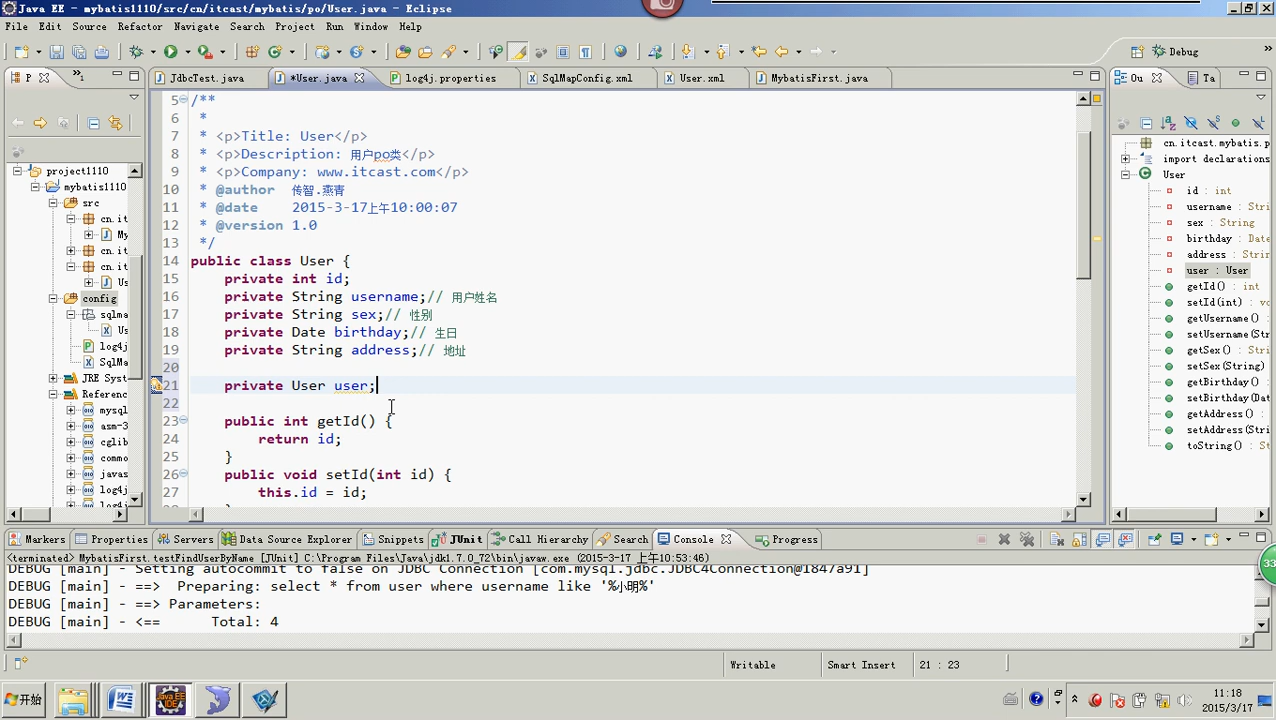 Java EE - mybatis1110/src/cn/itcast/mybatis/po/User.java - Eclipse
File Edit Source Refactor Navigate Search Project Run Window Help
Debug
P
JdbcTest.java *User.java log4j.properties SqlMapConfig.xml User.xml MybatisFirst.java
Ou Ta
project1110
mybatis1110
src
cn.it
My
cn.it
cn.it
Us
config
sqlma
Us
log4j
SqlMa
JRE Syst
Referenc
mysql
asm-3
cglib
commo
javas
log4j
log4j
5 /**
6 *
7 * <p>Title: User</p>
8 * <p>Description: 用户po类</p>
9 * <p>Company: www.itcast.com</p>
10 * @author 传智.燕青
11 * @date 2015-3-17上午10:00:07
12 * @version 1.0
13 */
14 public class User {
15 private int id;
16 private String username;// 用户姓名
17 private String sex;// 性别
18 private Date birthday;// 生日
19 private String address;// 地址
20
21 private User user;
22
23 public int getId() {
24 return id;
25 }
26 public void setId(int id) {
27 this.id = id;
cn.itcast.mybatis.p
import declarations
User
id : int
username : Stri
sex : String
birthday : Date
address : Strin
user : User
getId() : int
setId(int) : vo
getUsername()
setUsername(Str
getSex() : Stri
setSex(String)
getBirthday() :
setBirthday(Dat
getAddress() :
setAddress(Stri
toString() : St
Markers Properties Servers Data Source Explorer Snippets JUnit Call Hierarchy Search Console Progress
<terminated> MybatisFirst.testFindUserByName [JUnit] C:\Program Files\Java\jdk1.7.0_72\bin\javaw.exe (2015-3-17 上午10:53:46)
DEBUG [main] - Setting autocommit to false on JDBC Connection [com.mysql.jdbc.JDBC4Connection@1847a91]
DEBUG [main] - ==> Preparing: select * from user where username like '%小明%'
DEBUG [main] - ==> Parameters:
DEBUG [main] - <== Total: 4
33
Writable Smart Insert 21 : 23
开始
11:18
2015/3/17